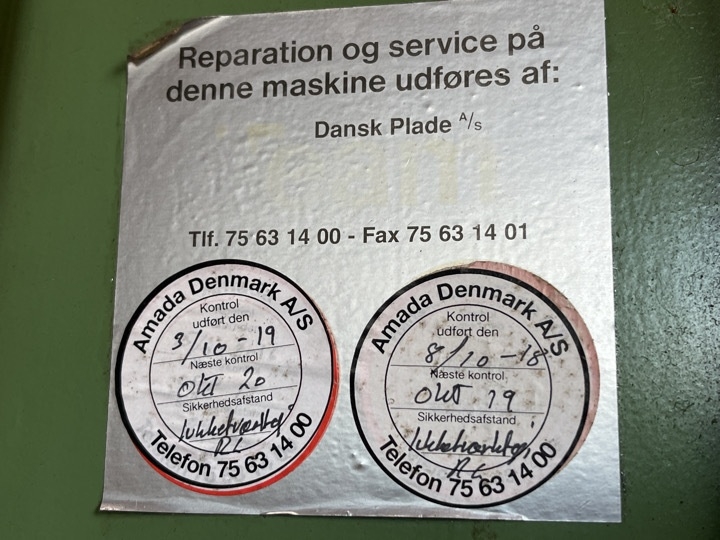 Reparation og service på
denne maskine udføres af:
Dansk Plade A/s
Tlf. 75 63 14 00 - Fax 75 63 14 01
Amada Denmark A/S
Kontrol
udført den
3/10-19
Næste kontrol
okt 20
Sikkerhedsafstand
Telefon 75 63 14 00
Amada Denmark A/S
Kontrol
udført den
8/10-18
Næste kontrol
Okt 19
Sikkerhedsafstand
Telefon 75 63 14 00